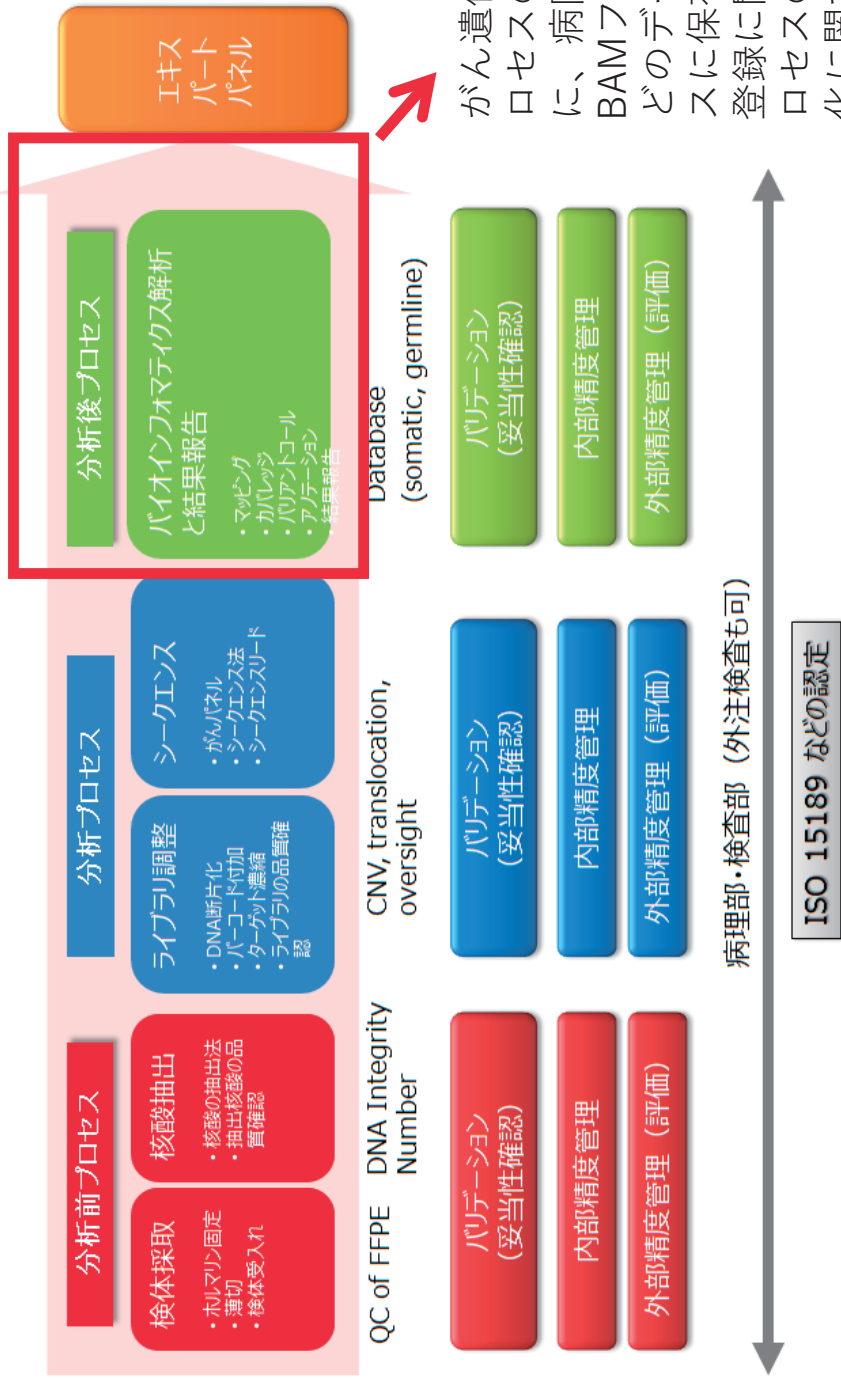 分析前プロセス
検体採取
・ホルマリン固定
・薄切
・検体受入れ
核酸抽出
・核酸の抽出法
・抽出核酸の品
質確認
QC of FFPE
DNA Integrity
Number
分析プロセス
ライブラリ調整
・DNA断片化
・バーコード付加
・ターゲット濃縮
・ライブラリの品質確
認
シークエンス
・がんパネル
・シークエンス法
・シークエンスリード
CNV, translocation,
oversight
分析後プロセス
バイオインフォマティクス解析
と結果報告
・マッピング
・カバレッジ
・バリアントコール
・アノテーション
・結果報告
Database
(somatic, germline)
エキス
パート
パネル
バリデーション
(妥当性確認)
内部精度管理
外部精度管理（評価）
バリデーション
(妥当性確認)
内部精度管理
外部精度管理（評価）
バリデーション
(妥当性確認)
内部精度管理
外部精度管理（評価）
病理部・検査部（外注検査も可）
ISO 15189 などの認定
がん遺
ロセスの
に、病
BAMフ
どのデー
スに保
登録に
ロセスの
化に関